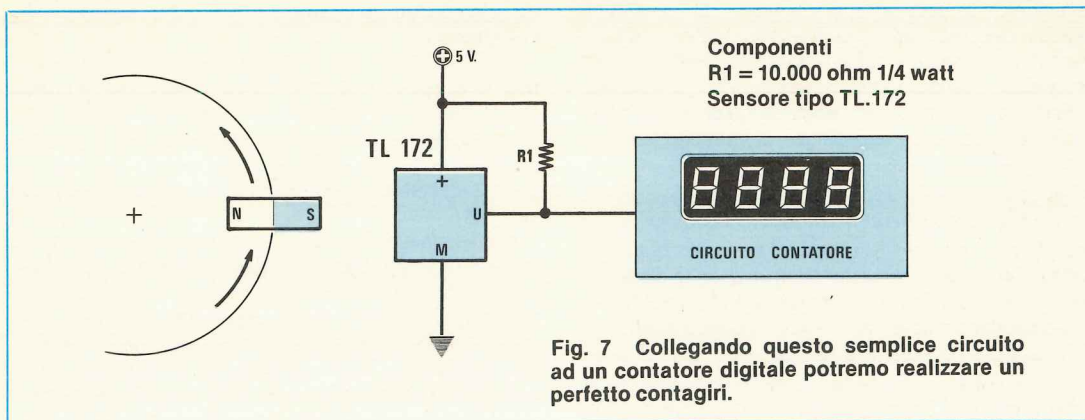 5 V.
Componenti
R1 = 10.000 ohm 1/4 watt
Sensore tipo TL.172
TL 172
R1
+
U
M
N S
8888
CIRCUITO CONTATORE
Fig. 7 Collegando questo semplice circuito
ad un contatore digitale potremo realizzare un
perfetto contagiri.